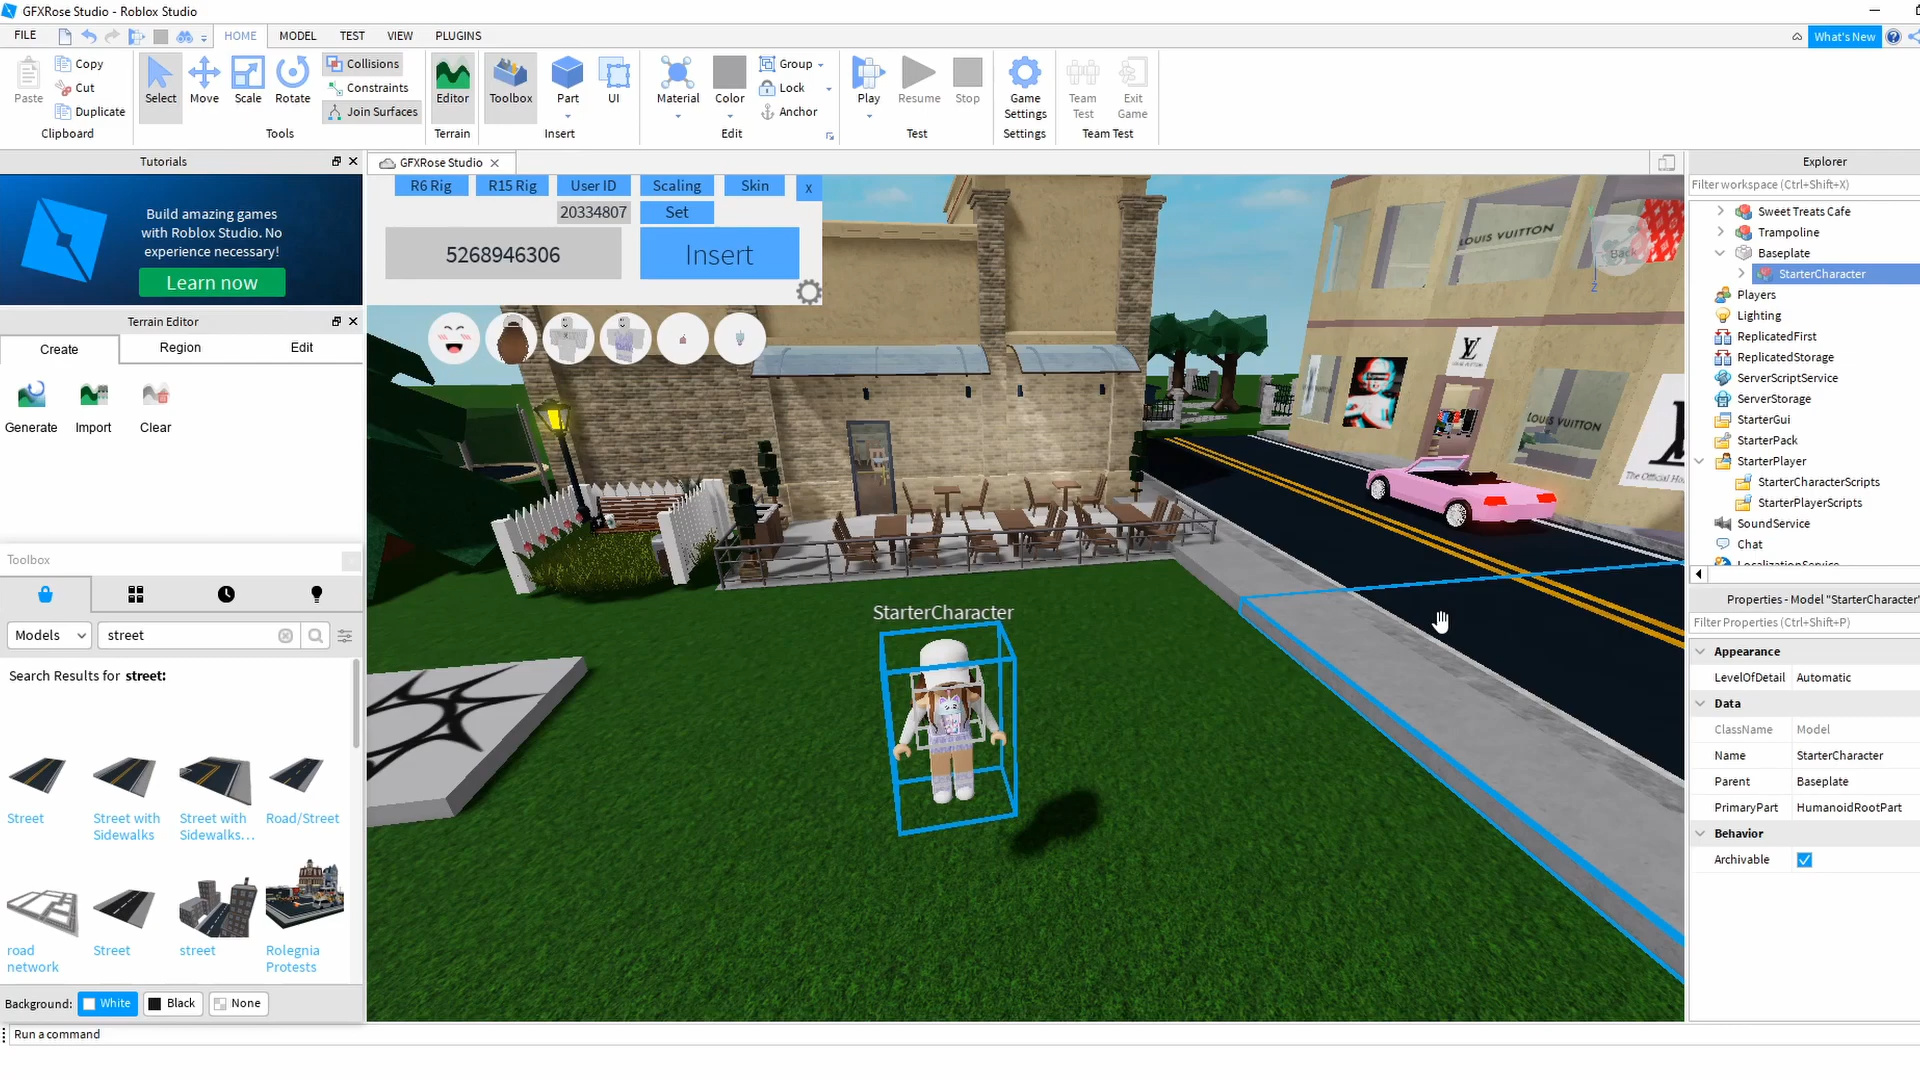 GFXRose Studio - Roblox Studio
FILE
HOME
MODEL
TEST
VIEW
PLUGINS
What's New
Paste
Copy
Cut
Duplicate
Clipboard
Select
Move
Scale
Rotate
Collisions
Constraints
Join Surfaces
Tools
Editor
Terrain
Toolbox
Part
UI
Insert
Material
Color
Group
Lock
Anchor
Edit
Play
Resume
Stop
Test
Game
Settings
Settings
Team
Test
Exit
Game
Team Test
Tutorials
Build amazing games
with Roblox Studio. No
experience necessary!
Learn now
Terrain Editor
Create
Region
Edit
Generate
Import
Clear
Toolbox
Models
street
Search Results for street:
Street
Street with
Sidewalks
Street with
Sidewalks...
Road/Street
road
network
Street
street
Rolegnia
Protests
Background:
White
Black
None
Run a command
GFXRose Studio
R6 Rig
R15 Rig
User ID
Scaling
Skin
x
20334807
Set
5268946306
Insert
LOUIS VUITTON
Back
Z
LOUIS VUITTON
StarterCharacter
Explorer
Filter workspace (Ctrl+Shift+X)
Sweet Treats Cafe
Trampoline
Baseplate
StarterCharacter
Players
Lighting
ReplicatedFirst
ReplicatedStorage
ServerScriptService
ServerStorage
StarterGui
StarterPack
StarterPlayer
StarterCharacterScripts
StarterPlayerScripts
SoundService
Chat
LocalizationService
Properties - Model "StarterCharacter"
Filter Properties (Ctrl+Shift+P)
Appearance
LevelOfDetail
Automatic
Data
ClassName
Model
Name
StarterCharacter
Parent
Baseplate
PrimaryPart
HumanoidRootPart
Behavior
Archivable